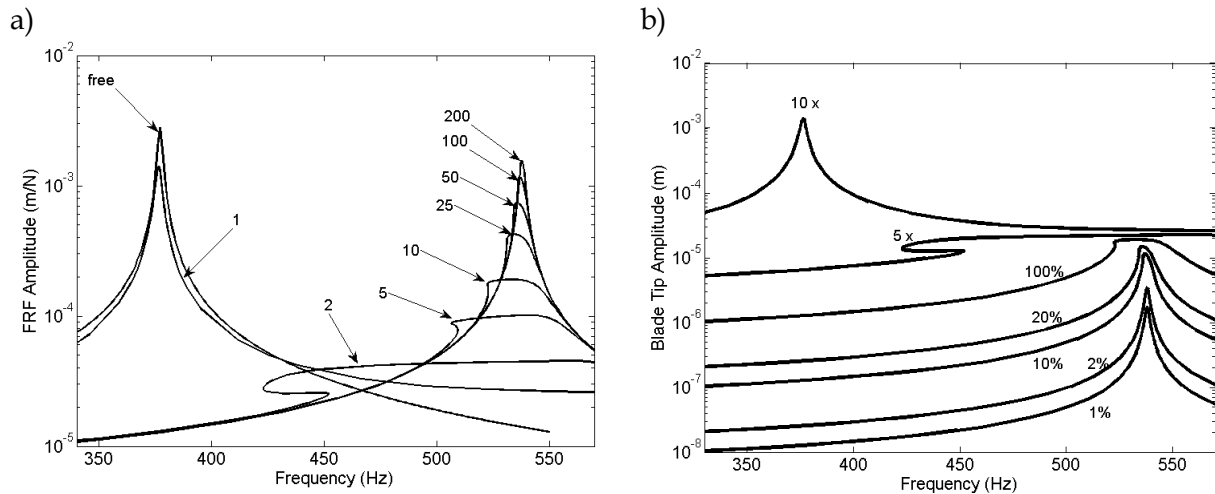 a)
b)
10^-2
10^-3
10^-4
10^-5
FRF Amplitude (m/N)
free
1
2
5
10
25
50
100
200
350 400 450 500 550
Frequency (Hz)
10^-2
10^-3
10^-4
10^-5
10^-6
10^-7
10^-8
Blade Tip Amplitude (m)
10 x
5 x
100%
20%
10%
2%
1%
350 400 450 500 550
Frequency (Hz)